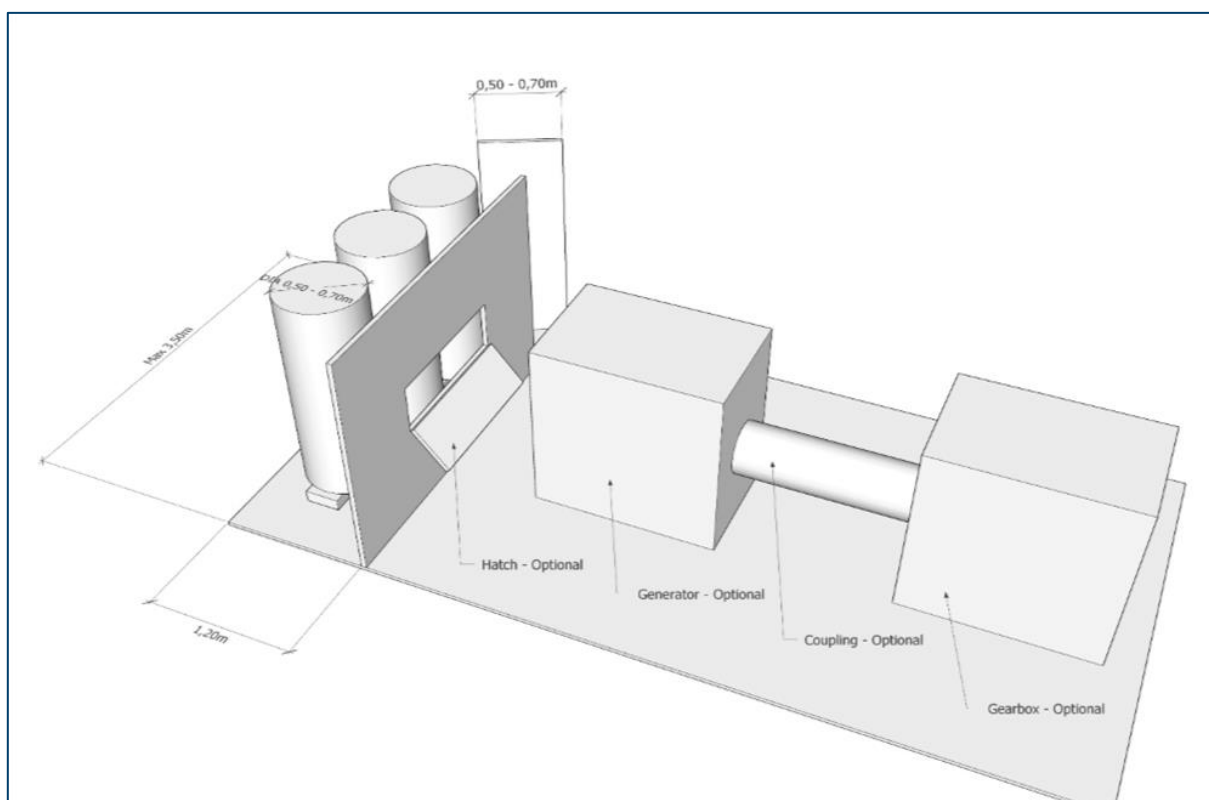 0,50 - 0,70m
DIA 0,50 - 0,70m
Max 3,50m
Hatch - Optional
Generator - Optional
1,20m
Coupling - Optional
Gearbox - Optional